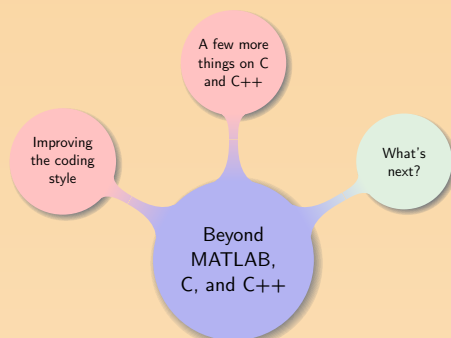 A few more
things on C
and C++
Improving
the coding
style
What's
next?
Beyond
MATLAB,
C, and C++